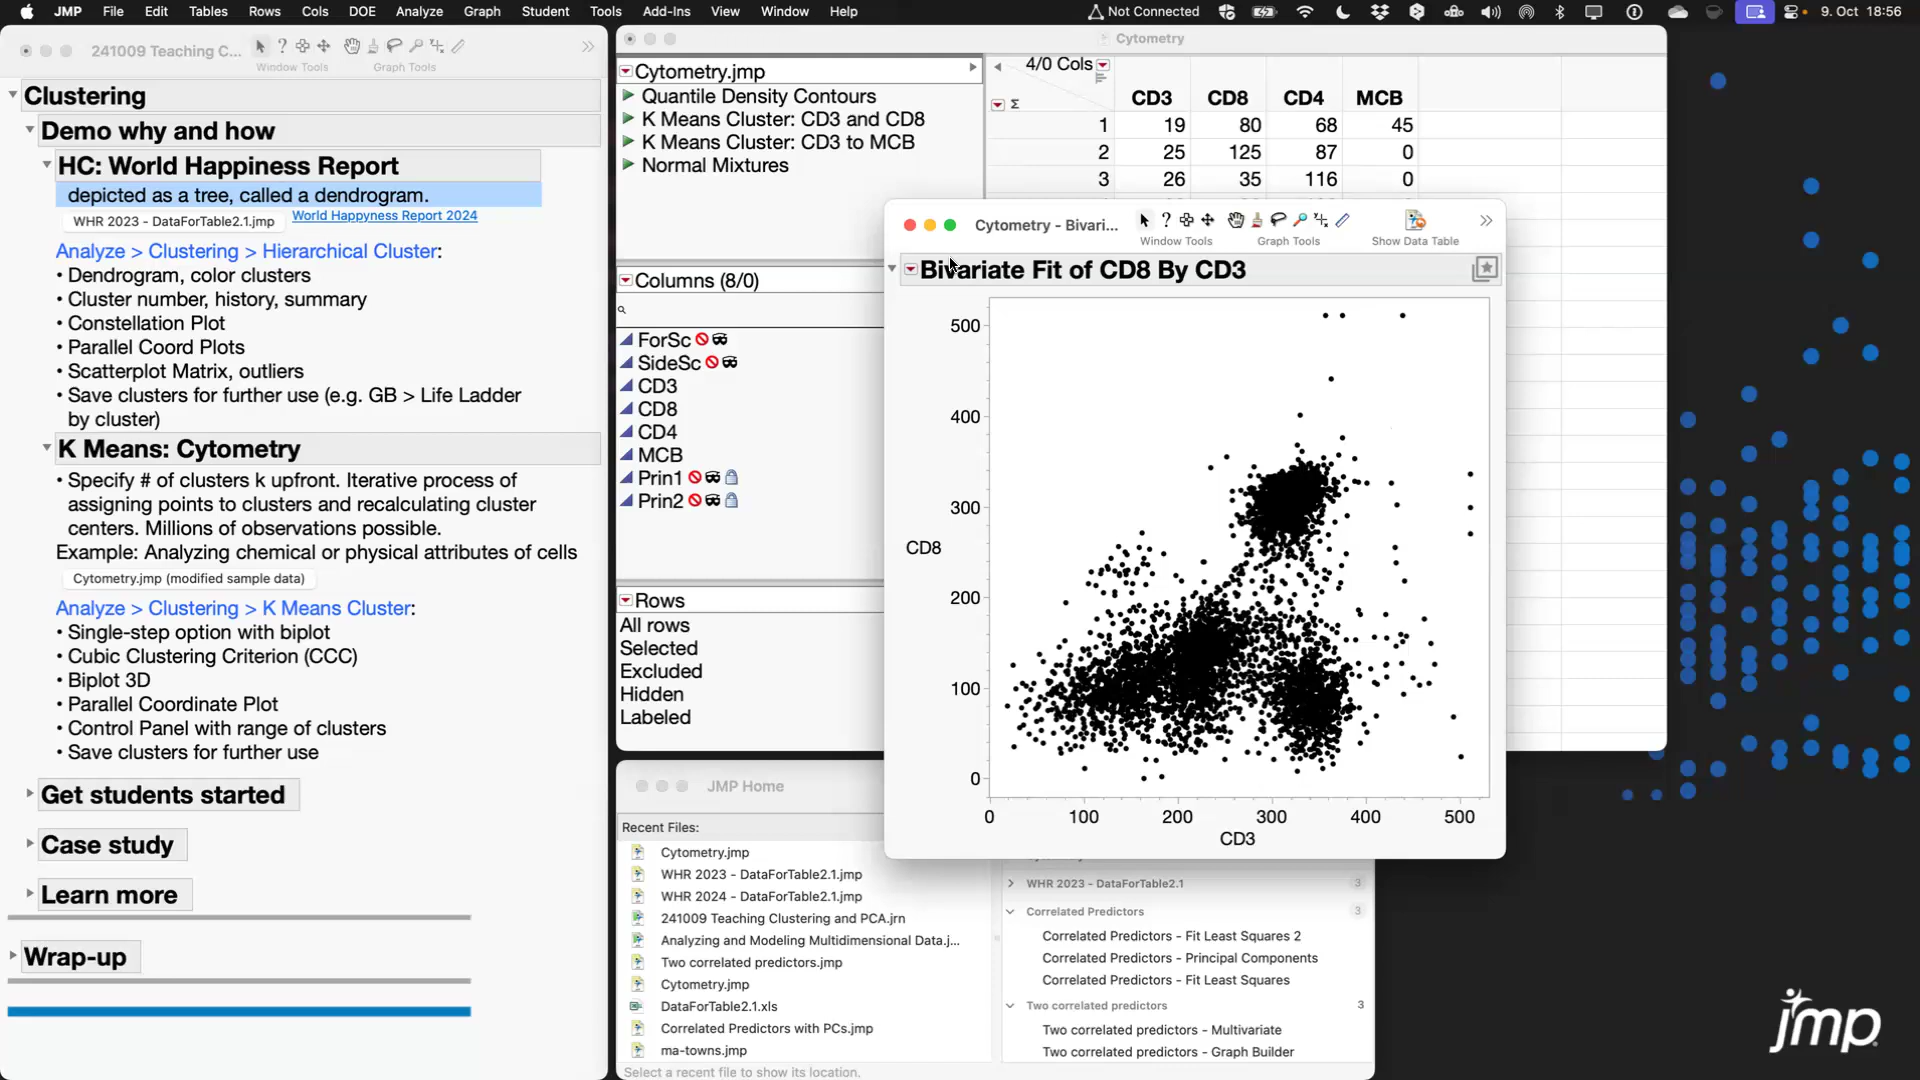 JMP File Edit Tables Rows Cols DOE Analyze Graph Student Tools Add-Ins View Window Help
Not Connected
9. Oct 18:56
241009 Teaching C...
Window Tools
Graph Tools
Clustering
Demo why and how
HC: World Happiness Report
depicted as a tree, called a dendrogram.
WHR 2023 - DataForTable2.1.jmp
World Happyness Report 2024
Analyze > Clustering > Hierarchical Cluster:
• Dendrogram, color clusters
• Cluster number, history, summary
• Constellation Plot
• Parallel Coord Plots
• Scatterplot Matrix, outliers
• Save clusters for further use (e.g. GB > Life Ladder
by cluster)
K Means: Cytometry
• Specify # of clusters k upfront. Iterative process of
assigning points to clusters and recalculating cluster
centers. Millions of observations possible.
Example: Analyzing chemical or physical attributes of cells
Cytometry.jmp (modified sample data)
Analyze > Clustering > K Means Cluster:
• Single-step option with biplot
• Cubic Clustering Criterion (CCC)
• Biplot 3D
• Parallel Coordinate Plot
• Control Panel with range of clusters
• Save clusters for further use
Get students started
Case study
Learn more
Wrap-up
Cytometry
Cytometry.jmp
Quantile Density Contours
K Means Cluster: CD3 and CD8
K Means Cluster: CD3 to MCB
Normal Mixtures
Columns (8/0)
ForSc
SideSc
CD3
CD8
CD4
MCB
Prin1
Prin2
Rows
All rows
Selected
Excluded
Hidden
Labeled
4/0 Cols
CD3 CD8 CD4 MCB
1 19 80 68 45
2 25 125 87 0
3 26 35 116 0
Cytometry - Bivari...
Window Tools
Graph Tools
Show Data Table
Bivariate Fit of CD8 By CD3
500
400
300
200
100
0
CD8
0 100 200 300 400 500
CD3
JMP Home
Recent Files:
Cytometry.jmp
WHR 2023 - DataForTable2.1.jmp
WHR 2024 - DataForTable2.1.jmp
241009 Teaching Clustering and PCA.jrn
Analyzing and Modeling Multidimensional Data.j...
Two correlated predictors.jmp
Cytometry.jmp
DataForTable2.1.xls
Correlated Predictors with PCs.jmp
ma-towns.jmp
Select a recent file to show its location.
WHR 2023 - DataForTable2.1 3
Correlated Predictors 3
Correlated Predictors - Fit Least Squares 2
Correlated Predictors - Principal Components
Correlated Predictors - Fit Least Squares
Two correlated predictors 3
Two correlated predictors - Multivariate
Two correlated predictors - Graph Builder
jmp